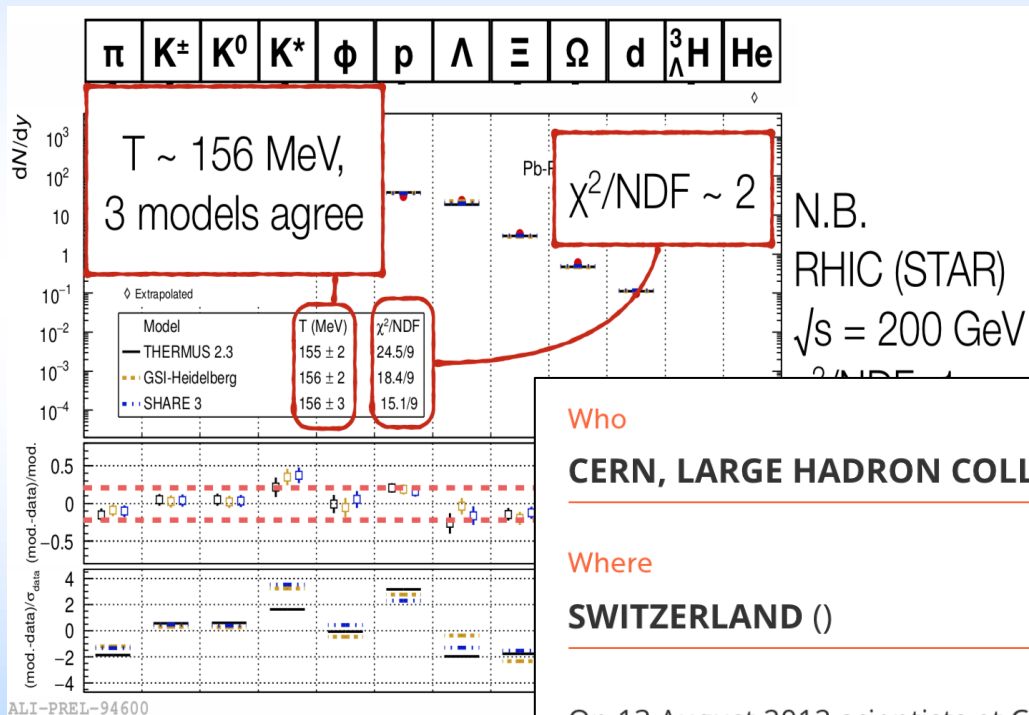 π K± K⁰ K* ϕ p Λ Ξ Ω d ³ΛH He
dN/dy
10³
10²
10
1
10⁻¹
10⁻²
10⁻³
10⁻⁴
T ~ 156 MeV,
3 models agree
Pb-
χ²/NDF ~ 2
◊ Extrapolated
Model T (MeV) χ²/NDF
THERMUS 2.3 155 ± 2 24.5/9
GSI-Heidelberg 156 ± 2 18.4/9
SHARE 3 156 ± 3 15.1/9
N.B.
RHIC (STAR)
√s = 200 GeV
(mod.-data)/mod.
0.5
0
−0.5
(mod.-data)/σdata
4
2
0
−2
−4
ALI-PREL-94600
Who
CERN, LARGE HADRON COLL
Where
SWITZERLAND ()